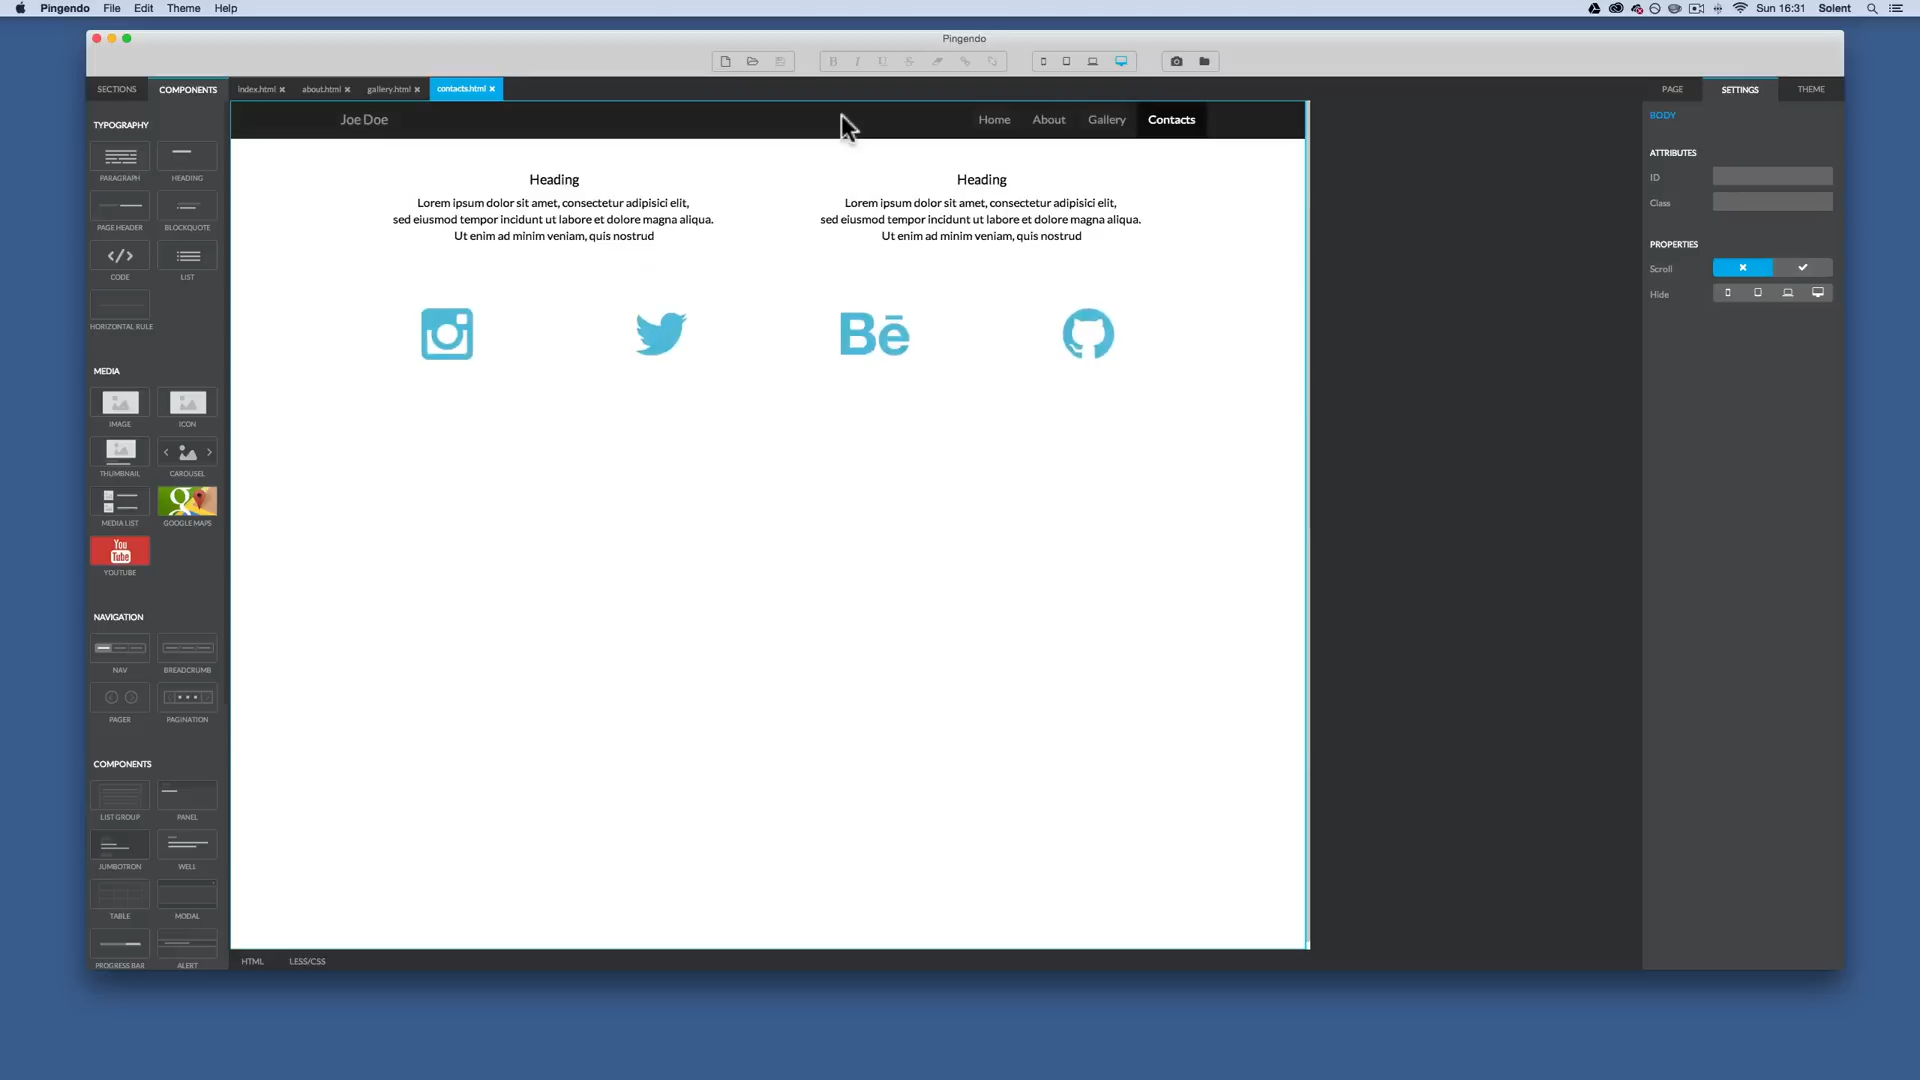 Pingendo File Edit Theme Help Sun 16:31 Solent
Pingendo
B I U S
SECTIONS COMPONENTS index.html about.html gallery.html contacts.html PAGE SETTINGS THEME
Joe Doe Home About Gallery Contacts
BODY
TYPOGRAPHY
PARAGRAPH HEADING
PAGE HEADER BLOCKQUOTE
CODE LIST
HORIZONTAL RULE
MEDIA
IMAGE ICON
THUMBNAIL CAROUSEL
g
MEDIA LIST GOOGLE MAPS
You
Tube
YOUTUBE
NAVIGATION
NAV BREADCRUMB
PAGER PAGINATION
COMPONENTS
LIST GROUP PANEL
JUMBOTRON WELL
TABLE MODAL
PROGRESS BAR ALERT
Heading
Lorem ipsum dolor sit amet, consectetur adipisici elit,
sed eiusmod tempor incidunt ut labore et dolore magna aliqua.
Ut enim ad minim veniam, quis nostrud
Heading
Lorem ipsum dolor sit amet, consectetur adipisici elit,
sed eiusmod tempor incidunt ut labore et dolore magna aliqua.
Ut enim ad minim veniam, quis nostrud
Bē
HTML LESS/CSS
ATTRIBUTES
ID
Class
PROPERTIES
Scroll
Hide